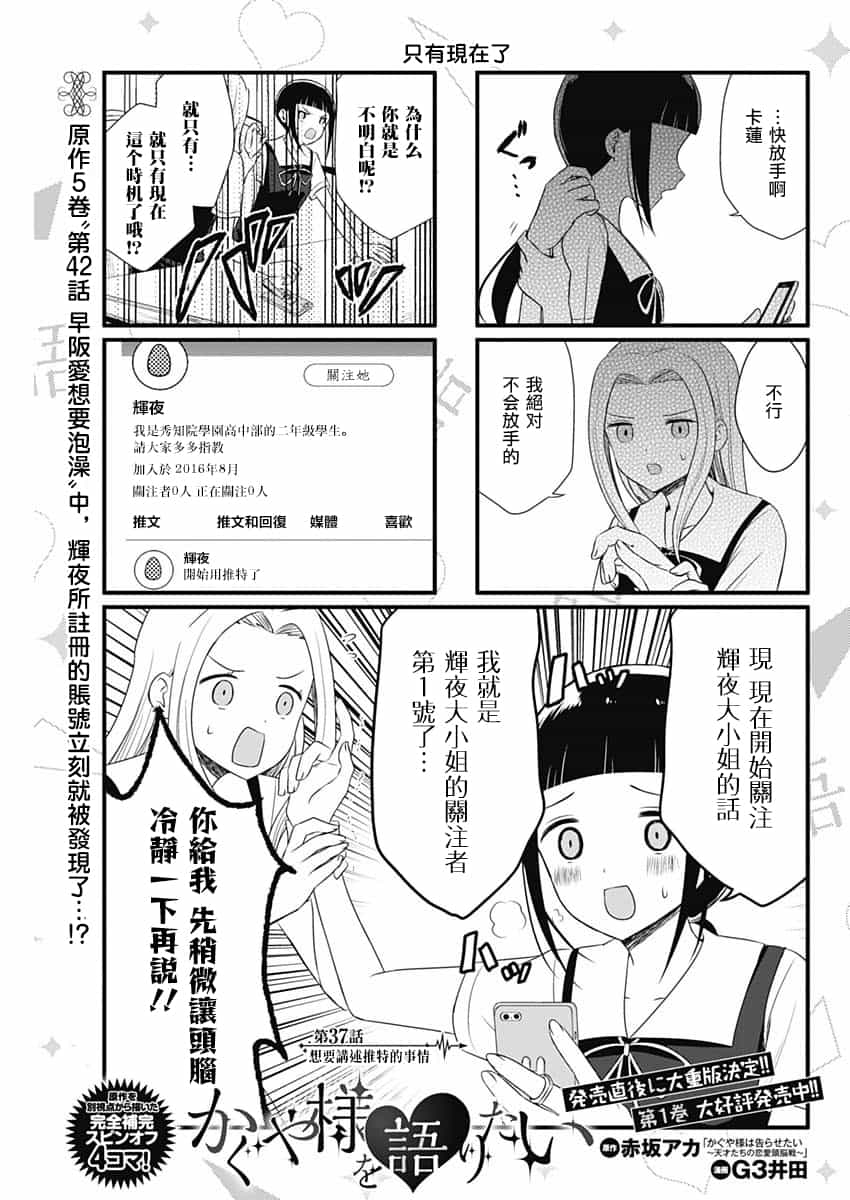 只有現在了
…快放手啊
卡蓮
為什么
你就是
不明白呢!?
就只有…
就只有現在
這个時机了哦!?
不行
我絕对
不会放手的
關注她
輝夜
我是秀知院學園高中部的二年級學生。
請大家多多指教
加入於 2016年8月
關注者0人 正在關注0人
推文 推文和回復 媒體 喜歡
輝夜
開始用推特了
現 現在開始關注
輝夜大小姐的話
我就是
輝夜大小姐的關注者
第1號了…
你給我 先稍微讓頭腦
冷靜一下再說!!
原作5卷〝第42話 早阪愛想要泡澡〟中，輝夜所註冊的賬號立刻就被發現了…!?
第37話
想要講述推特的事情
原作を
別視点から描いた
完全補完
スピンオフ
4コマ!
かぐや様を語りたい
発売直後に大重版決定!!
第1巻 大好評発売中!!
原作 赤坂アカ 「かぐや様は告らせたい
～天才たちの恋愛頭脳戦～」
漫画 G3井田